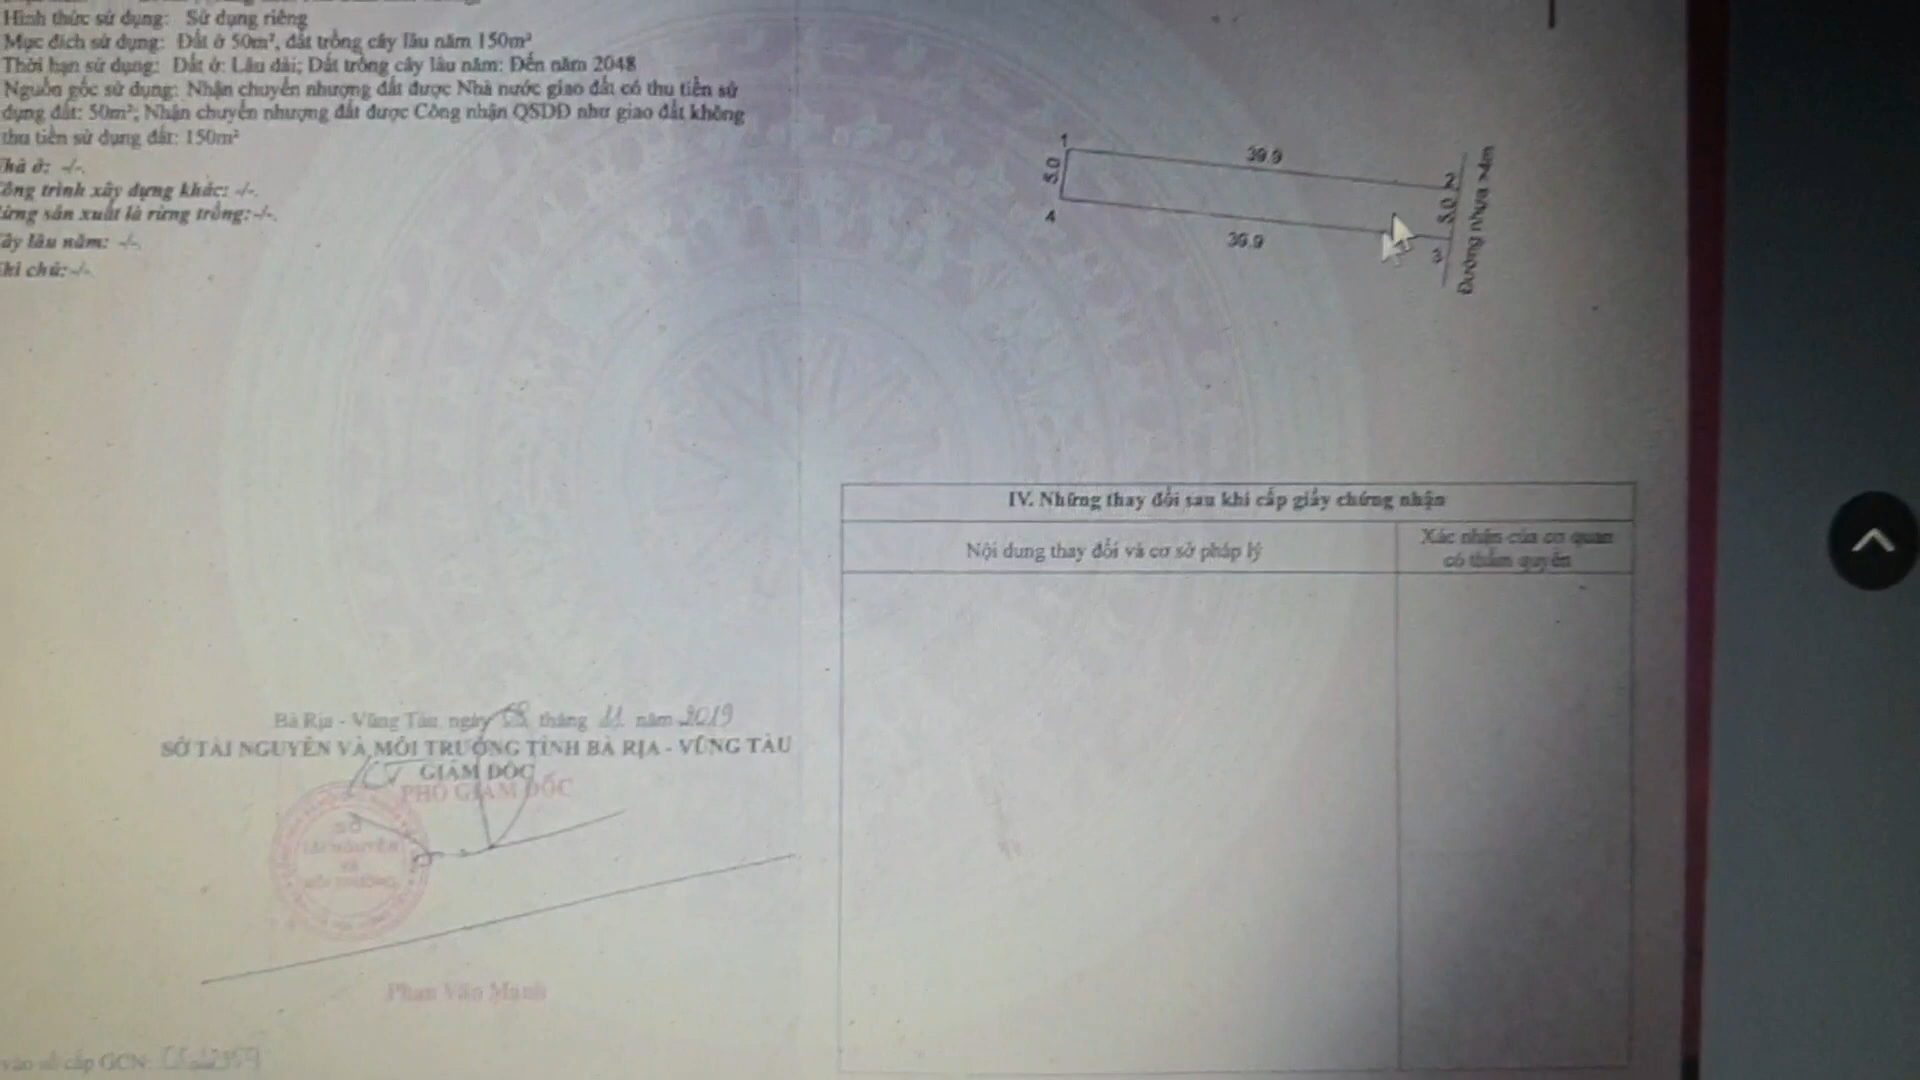 Hình thức sử dụng: Sử dụng riêng
Mục đích sử dụng: Đất ở 50m², đất trồng cây lâu năm 150m²
Thời hạn sử dụng: Đất ở: Lâu dài; Đất trồng cây lâu năm: Đến năm 2048
Nguồn gốc sử dụng: Nhận chuyển nhượng đất được Nhà nước giao đất có thu tiền sử
dụng đất: 50m²; Nhận chuyển nhượng đất được Công nhận QSDĐ như giao đất không
thu tiền sử dụng đất: 150m²
hà ở: -/-.
ông trình xây dựng khác: -/-.
ừng sản xuất là rừng trồng: -/-.
ây lâu năm: -/-.
hi chú: -/-.
1
39.9
2
5.0
5.0
4
39.9
3
Đường nhựa
IV. Những thay đổi sau khi cấp giấy chứng nhận
Nội dung thay đổi và cơ sở pháp lý
Xác nhận của cơ quan
có thẩm quyền
Bà Rịa - Vũng Tàu, ngày tháng 11 năm 2019
SỞ TÀI NGUYÊN VÀ MÔI TRƯỜNG TỈNH BÀ RỊA - VŨNG TÀU
KT GIÁM ĐỐC
PHÓ GIÁM ĐỐC
SỞ
TÀI NGUYÊN
VÀ
MÔI TRƯỜNG
Phan Văn Mạnh
vào sổ cấp GCN: